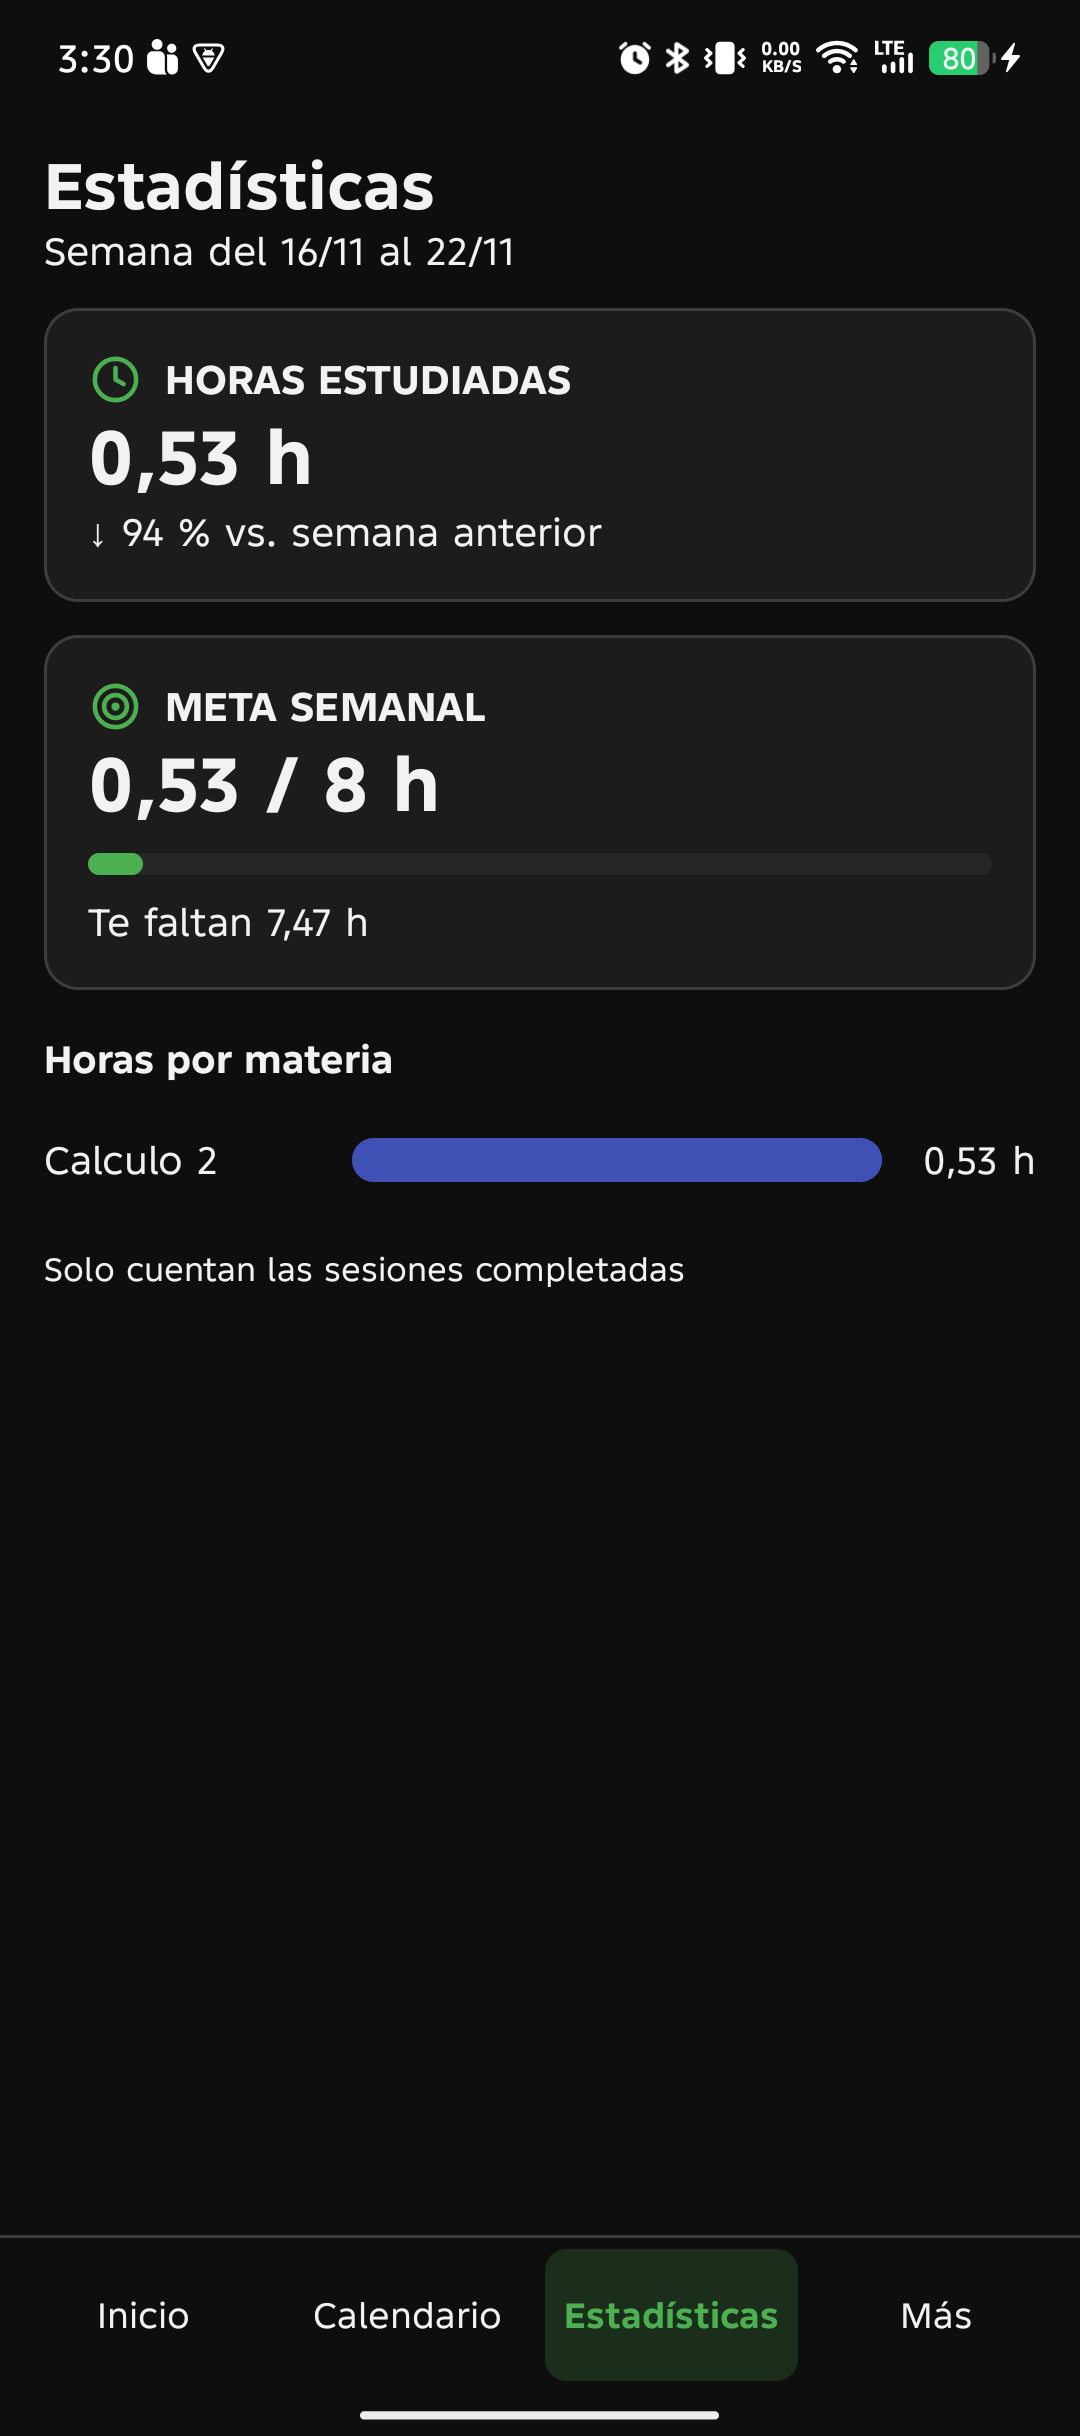 3:30
0.00
KB/S
LTE
80
Estadísticas
Semana del 16/11 al 22/11
HORAS ESTUDIADAS
0,53 h
↓ 94 % vs. semana anterior
META SEMANAL
0,53 / 8 h
Te faltan 7,47 h
Horas por materia
Calculo 2 0,53 h
Solo cuentan las sesiones completadas
Inicio Calendario Estadísticas Más